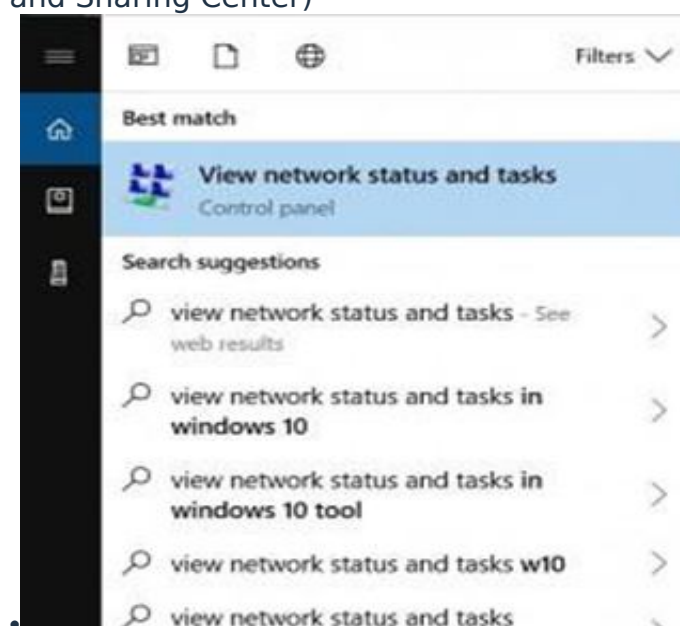 and Sharing Center)
Filters
Best match
View network status and tasks
Control panel
Search suggestions
view network status and tasks - See
web results
view network status and tasks in
windows 10
view network status and tasks in
windows 10 tool
view network status and tasks w10
view network status and tasks